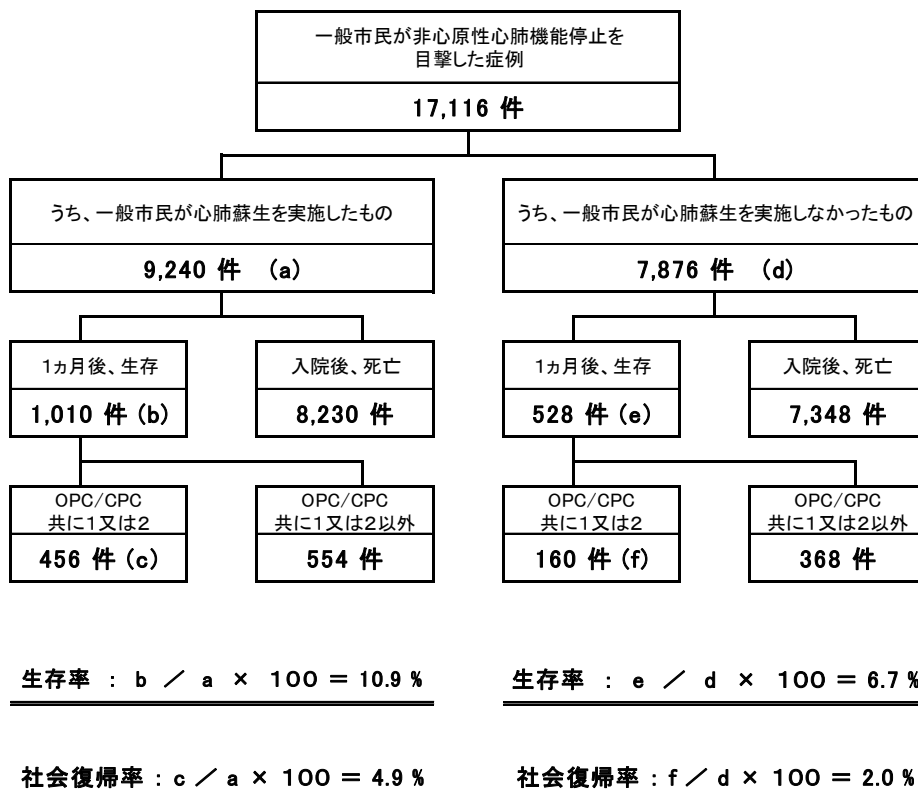 一般市民が非心原性心肺機能停止を
目撃した症例
17,116 件
うち、一般市民が心肺蘇生を実施したもの
9,240 件 (a)
うち、一般市民が心肺蘇生を実施しなかったもの
7,876 件 (d)
1ヵ月後、生存
1,010 件 (b)
入院後、死亡
8,230 件
1ヵ月後、生存
528 件 (e)
入院後、死亡
7,348 件
OPC/CPC
共に1又は2
456 件 (c)
OPC/CPC
共に1又は2以外
554 件
OPC/CPC
共に1又は2
160 件 (f)
OPC/CPC
共に1又は2以外
368 件
生存率 : b / a × 100 = 10.9 %
生存率 : e / d × 100 = 6.7 %
社会復帰率 : c / a × 100 = 4.9 %
社会復帰率 : f / d × 100 = 2.0 %